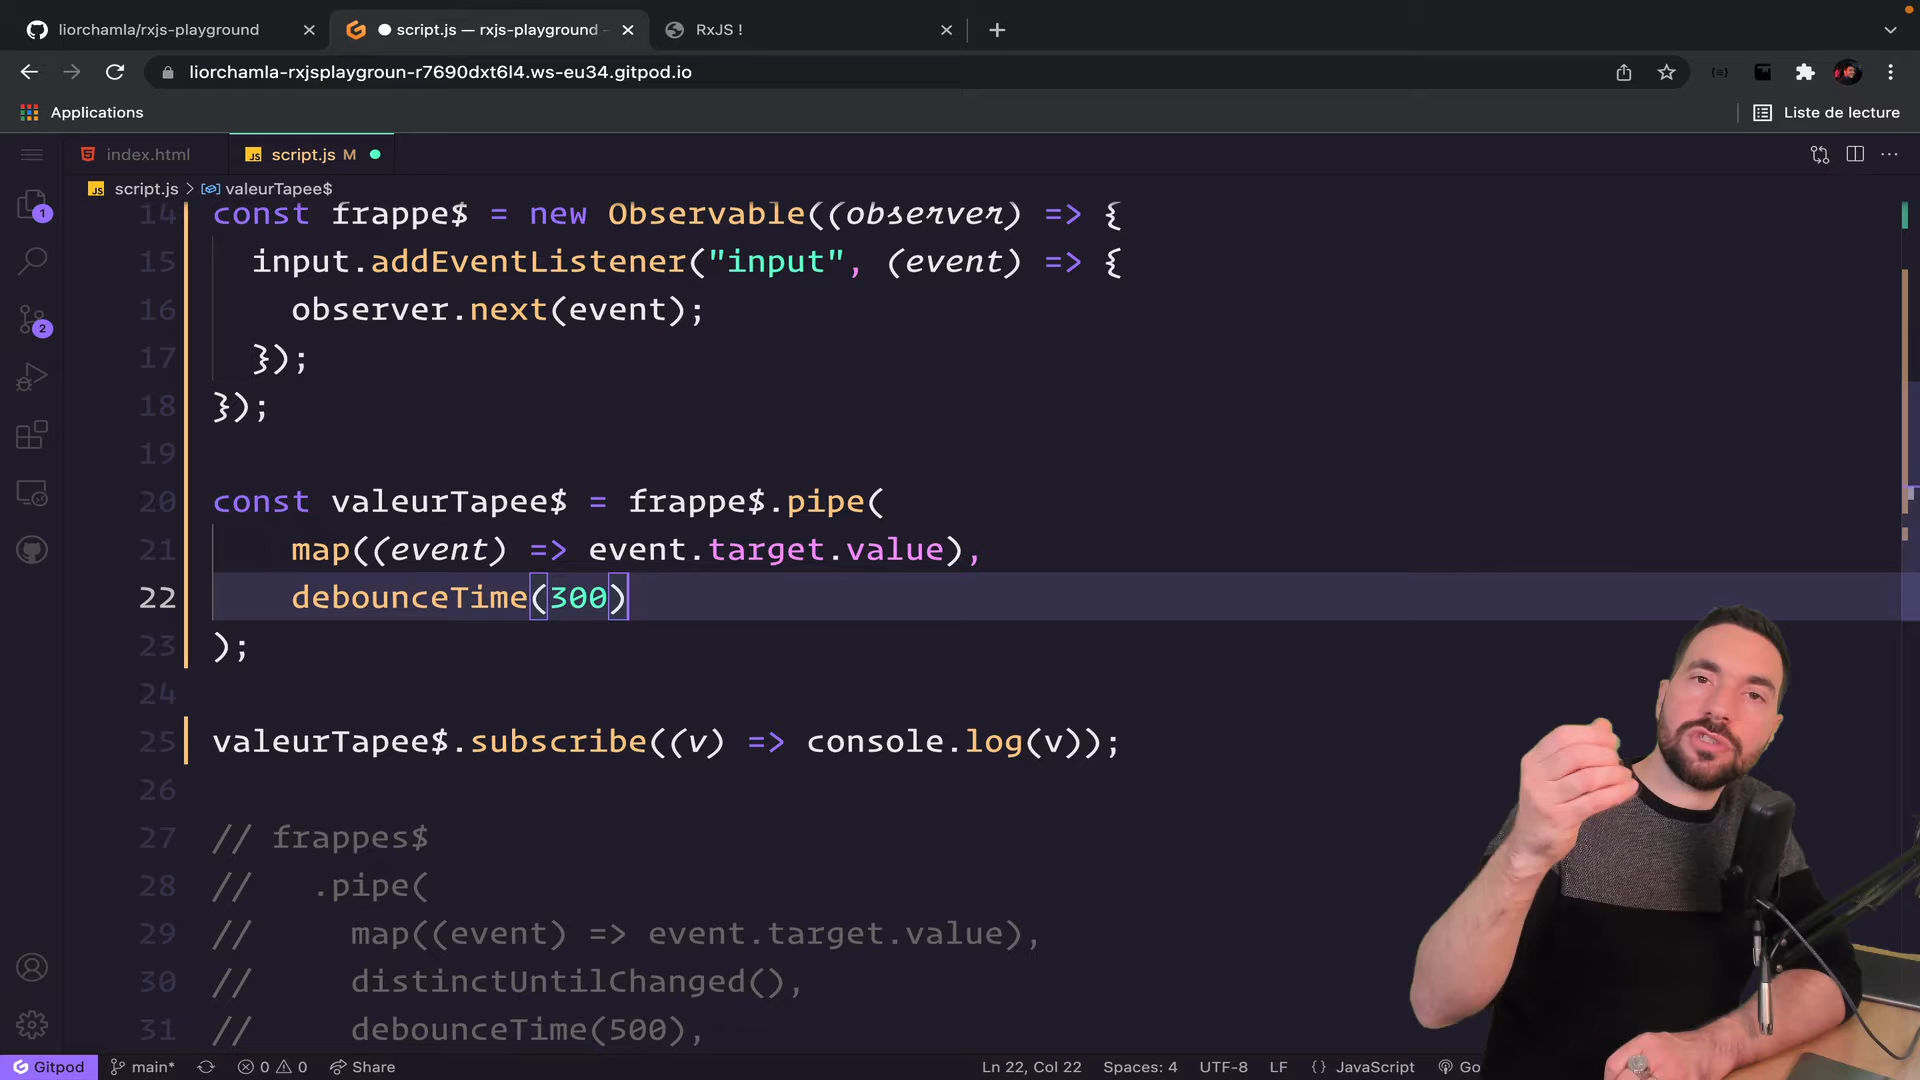 liorchamla/rxjs-playground
script.js — rxjs-playground -
RxJS !
liorchamla-rxjsplaygroun-r7690dxt6l4.ws-eu34.gitpod.io
Applications
Liste de lecture
index.html
JS script.js M
JS script.js > valeurTapee$
14 const frappe$ = new Observable((observer) => {
15 input.addEventListener("input", (event) => {
16 observer.next(event);
17 });
18 });
19
20 const valeurTapee$ = frappe$.pipe(
21 map((event) => event.target.value),
22 debounceTime(300)
23 );
24
25 valeurTapee$.subscribe((v) => console.log(v));
26
27 // frappes$
28 // .pipe(
29 // map((event) => event.target.value),
30 // distinctUntilChanged(),
31 // debounceTime(500),
1
2
Gitpod main* 0 0 Share Ln 22, Col 22 Spaces: 4 UTF-8 LF {} JavaScript Go